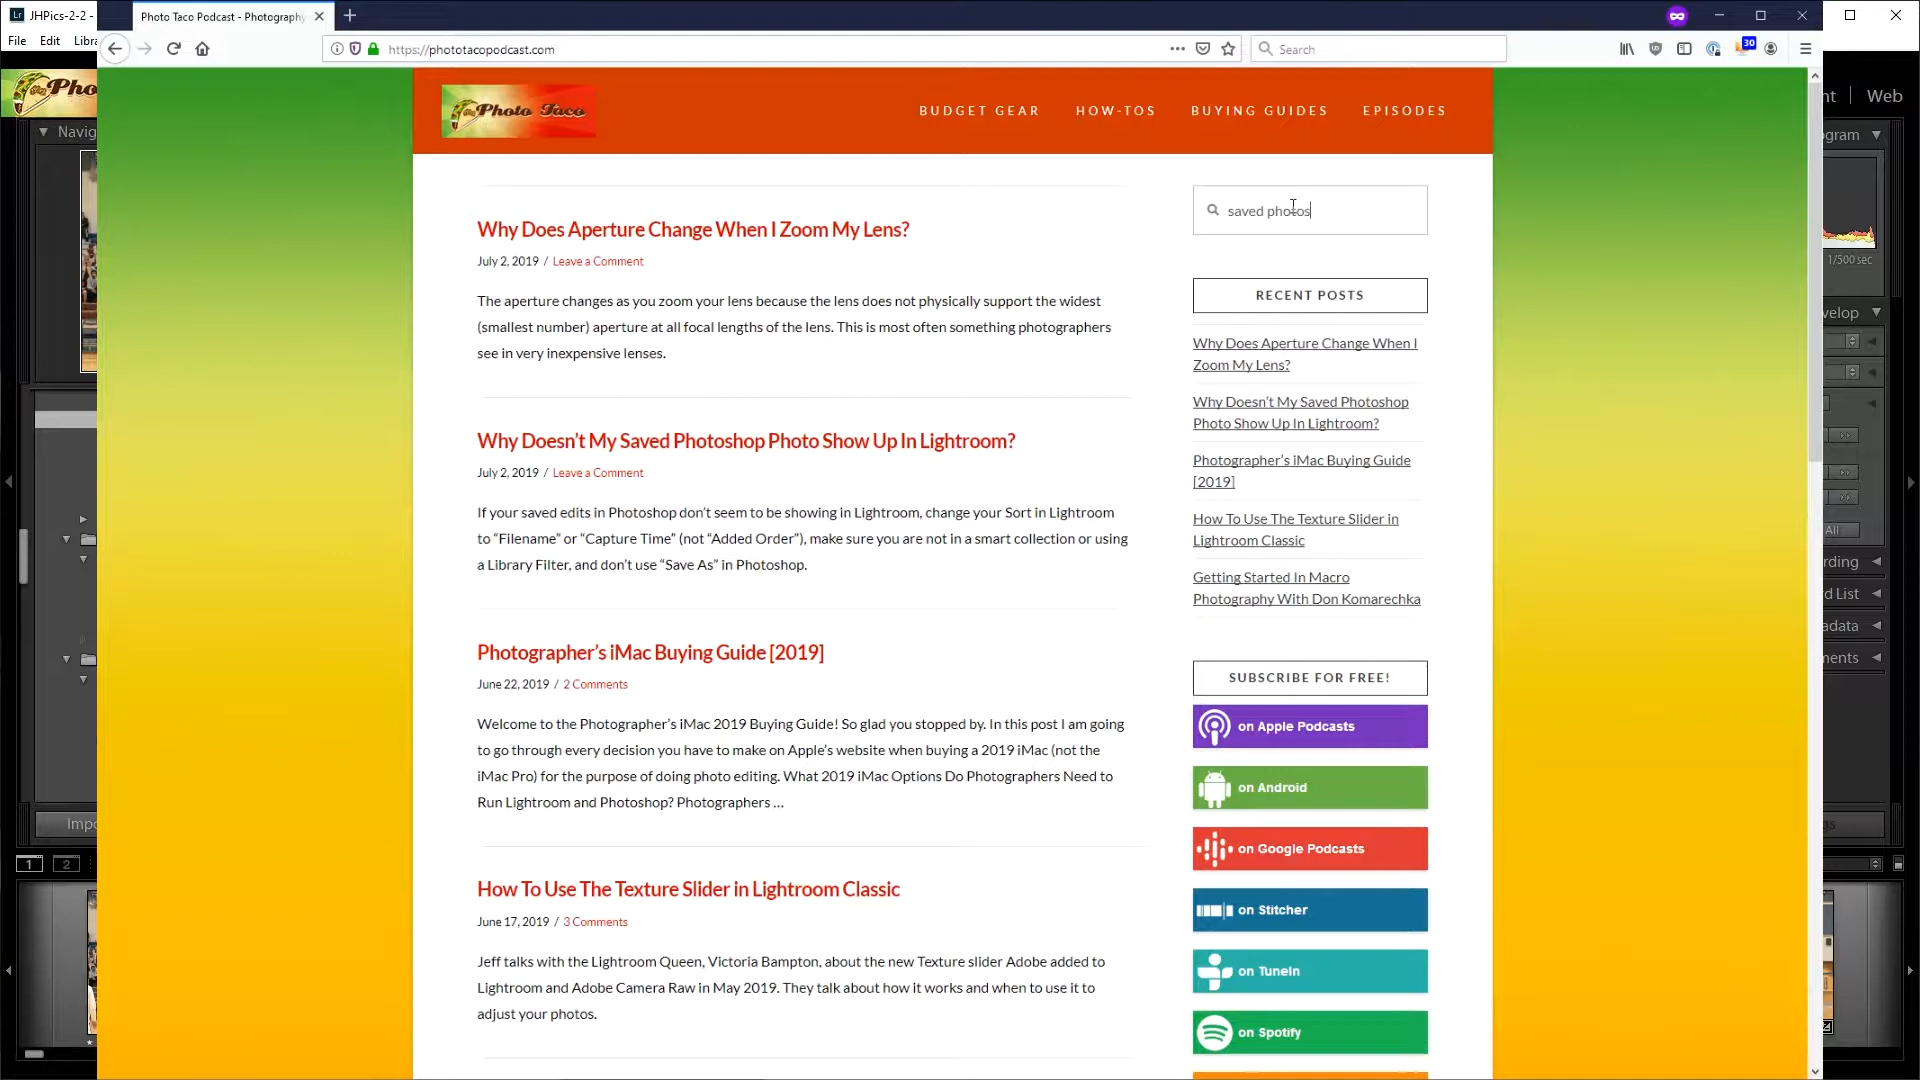 Lr JHPics-2-2 -
Photo Taco Podcast - Photography
File Edit
https://phototacopodcast.com
Search
30
Photo Taco
BUDGET GEAR HOW-TOS BUYING GUIDES EPISODES
Web
Why Does Aperture Change When I Zoom My Lens?
July 2, 2019 / Leave a Comment
The aperture changes as you zoom your lens because the lens does not physically support the widest
(smallest number) aperture at all focal lengths of the lens. This is most often something photographers
see in very inexpensive lenses.
Why Doesn't My Saved Photoshop Photo Show Up In Lightroom?
July 2, 2019 / Leave a Comment
If your saved edits in Photoshop don't seem to be showing in Lightroom, change your Sort in Lightroom
to “Filename” or “Capture Time” (not “Added Order”), make sure you are not in a smart collection or using
a Library Filter, and don't use “Save As” in Photoshop.
Photographer's iMac Buying Guide [2019]
June 22, 2019 / 2 Comments
Welcome to the Photographer's iMac 2019 Buying Guide! So glad you stopped by. In this post I am going
to go through every decision you have to make on Apple's website when buying a 2019 iMac (not the
iMac Pro) for the purpose of doing photo editing. What 2019 iMac Options Do Photographers Need to
Run Lightroom and Photoshop? Photographers ...
How To Use The Texture Slider in Lightroom Classic
June 17, 2019 / 3 Comments
Jeff talks with the Lightroom Queen, Victoria Bampton, about the new Texture slider Adobe added to
Lightroom and Adobe Camera Raw in May 2019. They talk about how it works and when to use it to
adjust your photos.
saved photos
RECENT POSTS
Why Does Aperture Change When I
Zoom My Lens?
Why Doesn't My Saved Photoshop
Photo Show Up In Lightroom?
Photographer's iMac Buying Guide
[2019]
How To Use The Texture Slider in
Lightroom Classic
Getting Started In Macro
Photography With Don Komarechka
SUBSCRIBE FOR FREE!
on Apple Podcasts
on Android
on Google Podcasts
on Stitcher
on TuneIn
on Spotify
1/500 sec
All
1 2